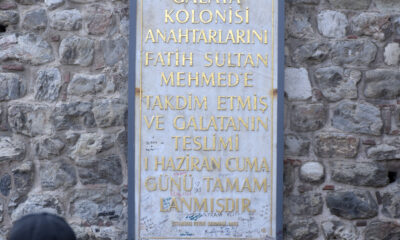 GALATA
KOLONİSİ
ANAHTARLARINI
FATİH SULTAN
MEHMED'E
TAKDİM ETMİŞ
VE GALATANIN
TESLİMİ
1 HAZİRAN CUMA
GÜNÜ TAMAM
LANMIŞDIR